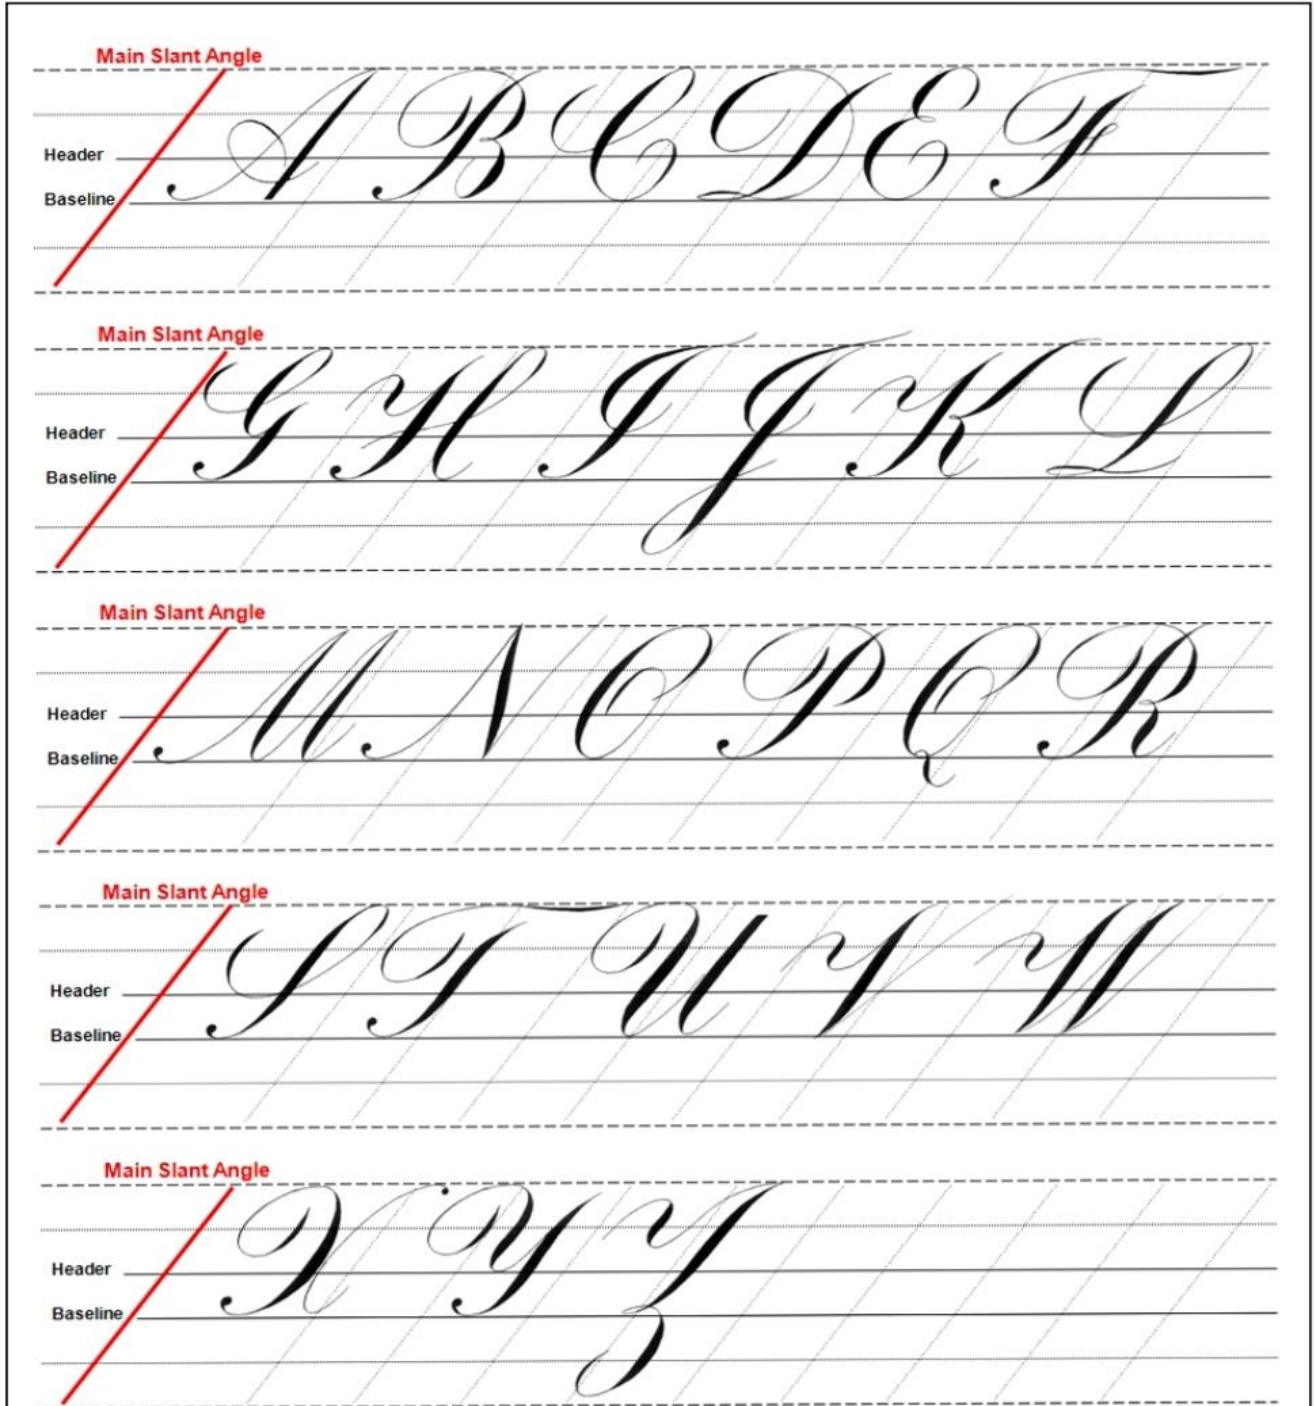 Main Slant Angle
A B C D E F
Header
Baseline
Main Slant Angle
G H I J K L
Header
Baseline
Main Slant Angle
M N O P Q R
Header
Baseline
Main Slant Angle
S T U V W
Header
Baseline
Main Slant Angle
X Y Z
Header
Baseline